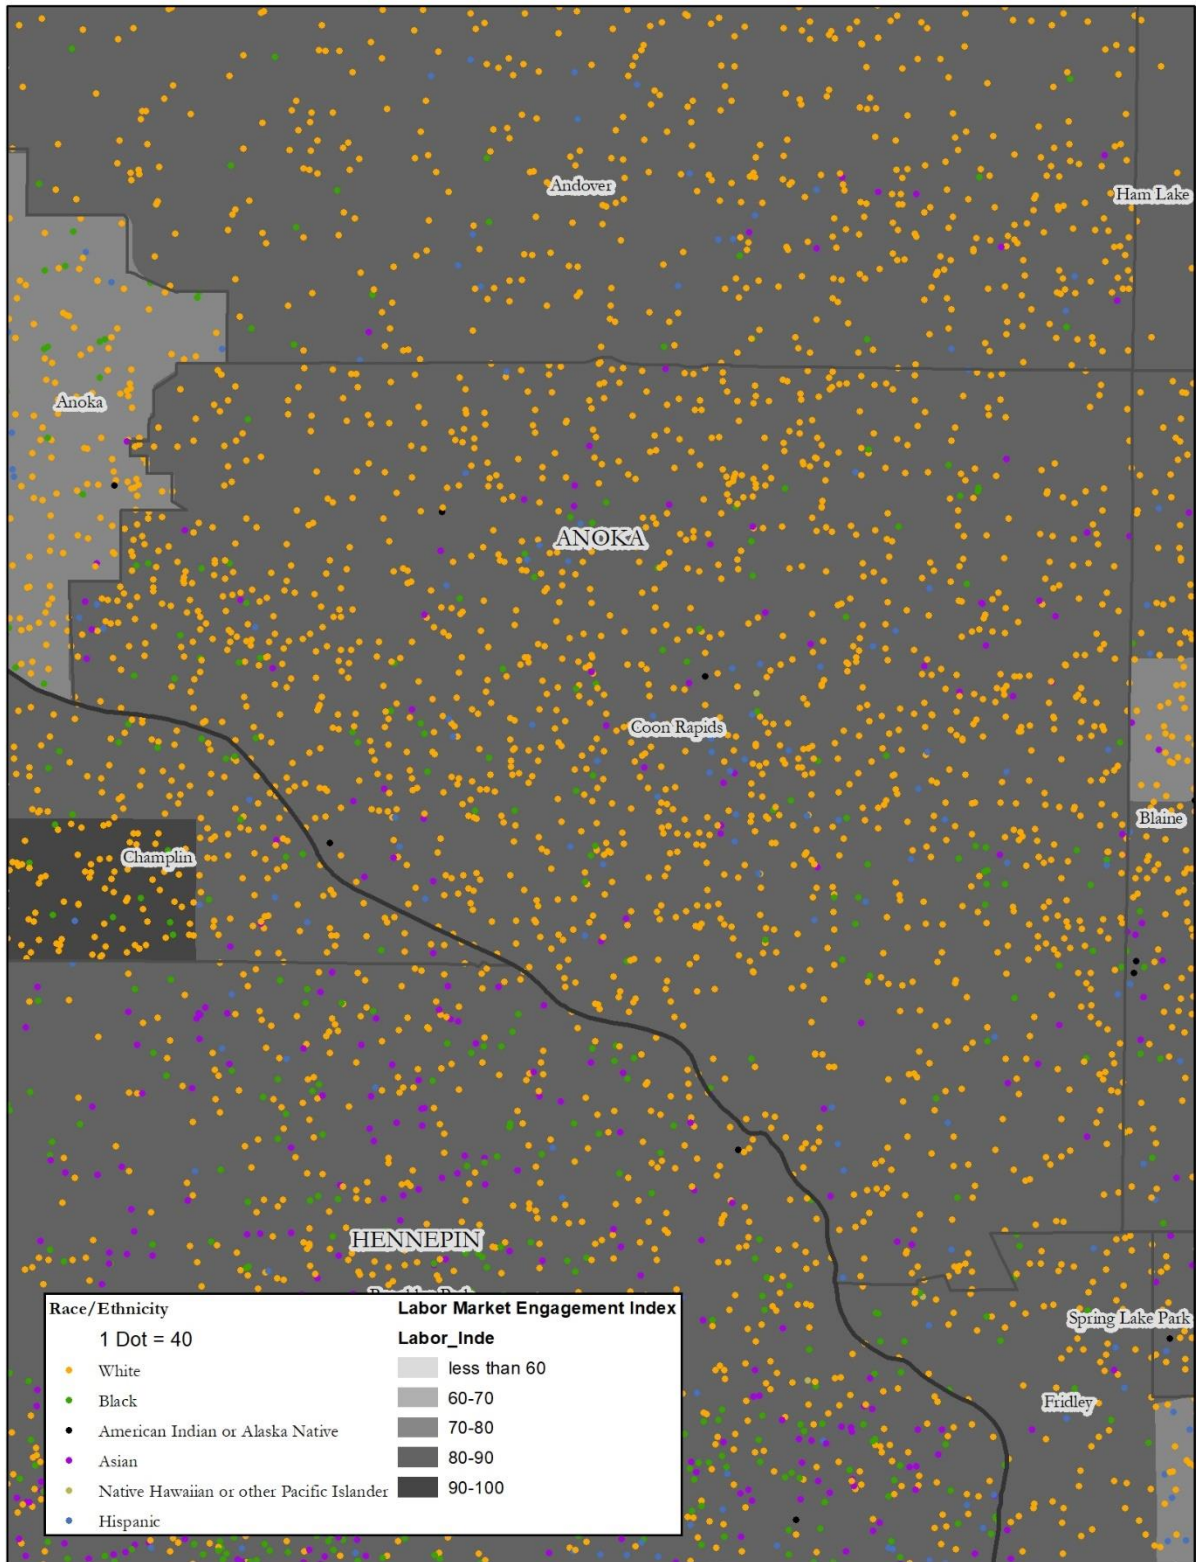 Andover
Ham Lake
Anoka
ANOKA
Coon Rapids
Blaine
Champlin
HENNEPIN
Spring Lake Park
Fridley
Race/Ethnicity
1 Dot = 40
White
Black
American Indian or Alaska Native
Asian
Native Hawaiian or other Pacific Islander
Hispanic
Labor Market Engagement Index
Labor_Inde
less than 60
60-70
70-80
80-90
90-100